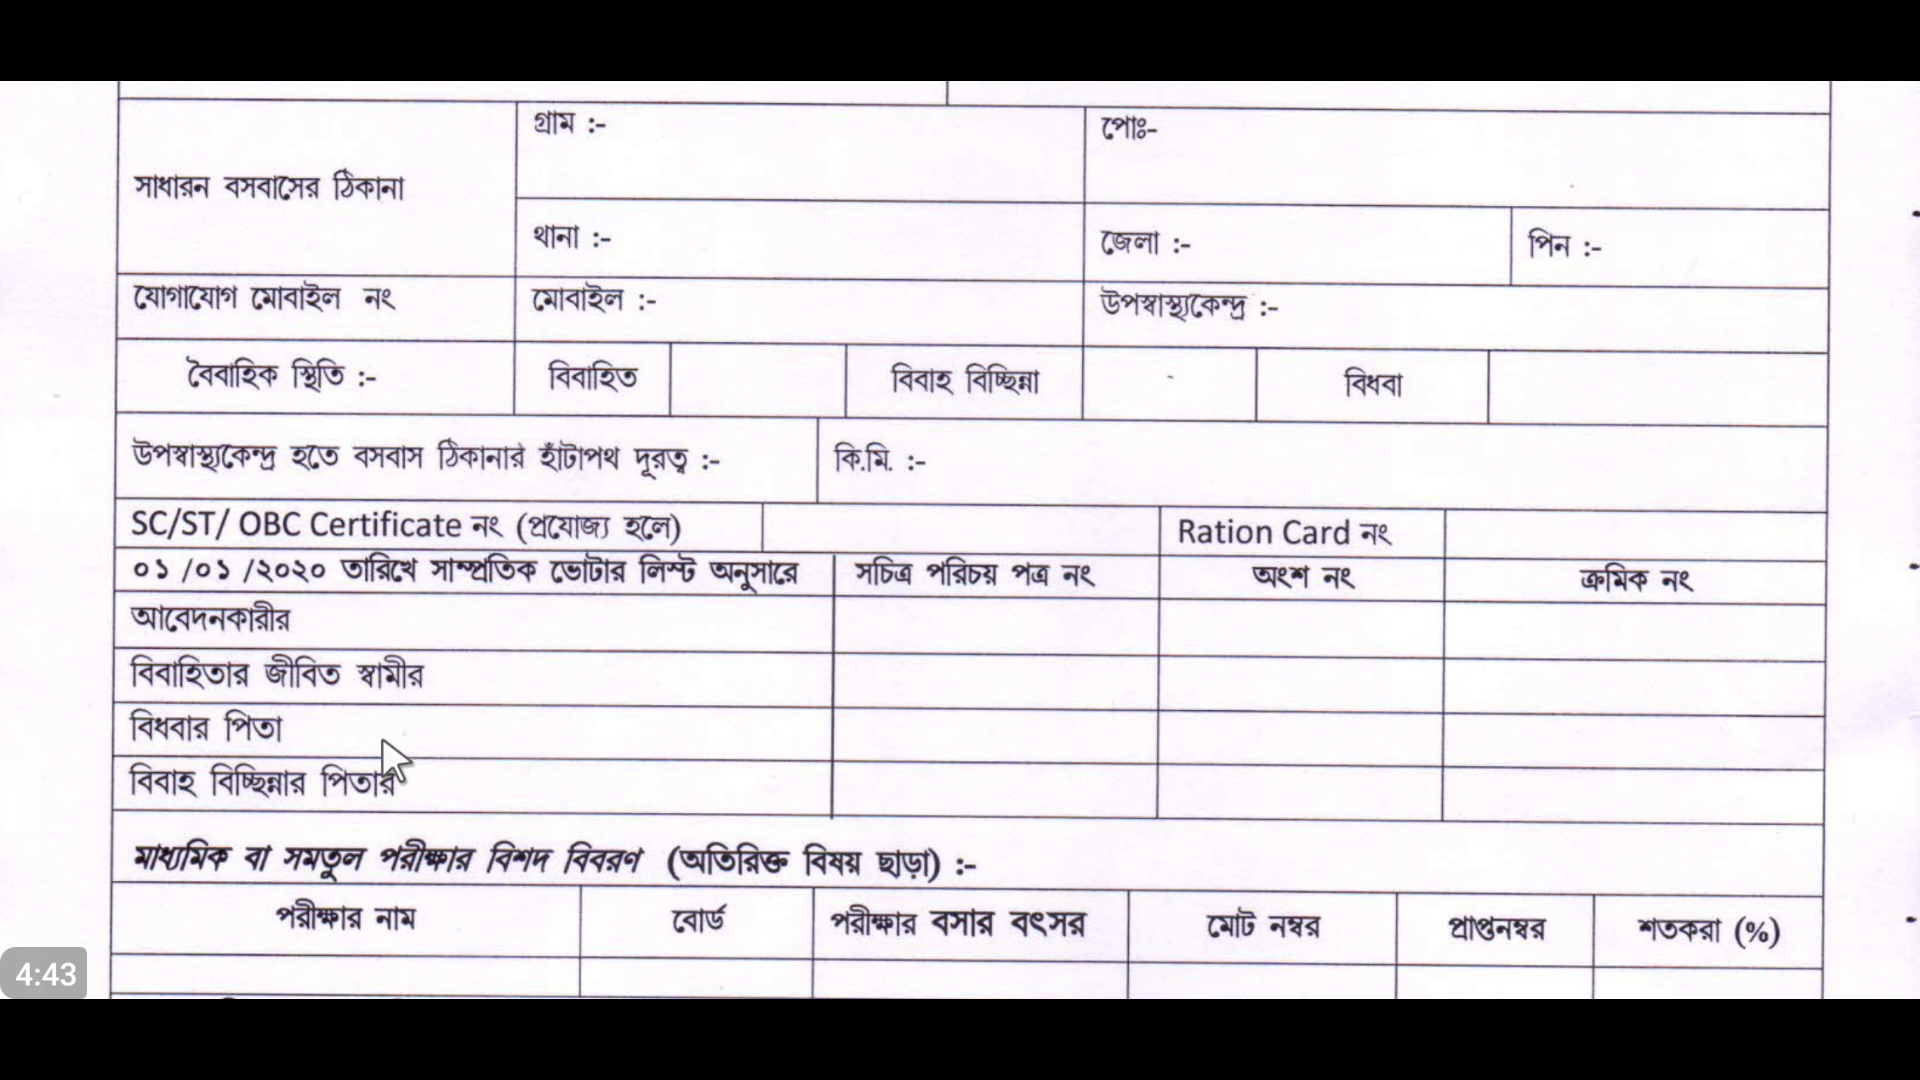 গ্রাম :- পোঃ-
সাধারন বসবাসের ঠিকানা
থানা :- জেলা :- পিন :-
যোগাযোগ মোবাইল নং মোবাইল :- উপস্বাস্থ্যকেন্দ্র :-
বৈবাহিক স্থিতি :- বিবাহিত বিবাহ বিচ্ছিন্না বিধবা
উপস্বাস্থ্যকেন্দ্র হতে বসবাস ঠিকানার হাঁটাপথ দূরত্ব :- কি.মি. :-
SC/ST/ OBC Certificate নং (প্রযোজ্য হলে) Ration Card নং
০১ /০১ /২০২০ তারিখে সাম্প্রতিক ভোটার লিস্ট অনুসারে সচিত্র পরিচয় পত্র নং অংশ নং ক্রমিক নং
আবেদনকারীর
বিবাহিতার জীবিত স্বামীর
বিধবার পিতা
বিবাহ বিচ্ছিন্নার পিতার
মাধ্যমিক বা সমতুল পরীক্ষার বিশদ বিবরণ (অতিরিক্ত বিষয় ছাড়া) :-
পরীক্ষার নাম বোর্ড পরীক্ষার বসার বৎসর মোট নম্বর প্রাপ্তনম্বর শতকরা (%)
4:43